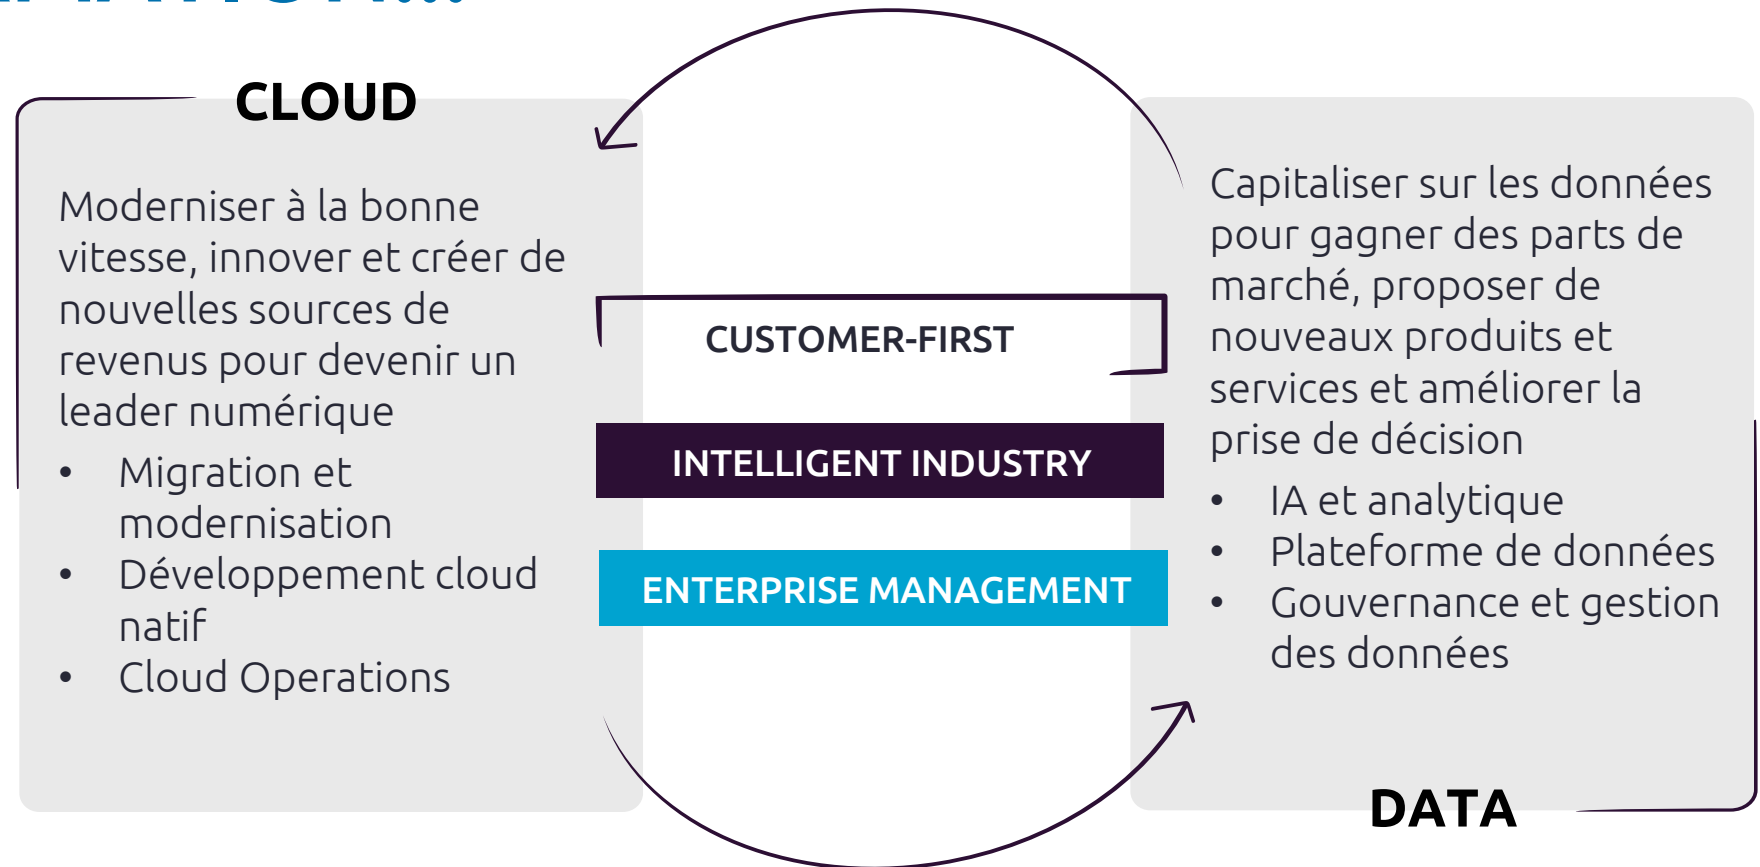 CLOUD
Moderniser à la bonne
vitesse, innover et créer de
nouvelles sources de
revenus pour devenir un
leader numérique
• Migration et
modernisation
• Développement cloud
natif
• Cloud Operations
CUSTOMER-FIRST
INTELLIGENT INDUSTRY
ENTERPRISE MANAGEMENT
Capitaliser sur les données
pour gagner des parts de
marché, proposer de
nouveaux produits et
services et améliorer la
prise de décision
• IA et analytique
• Plateforme de données
• Gouvernance et gestion
des données
DATA